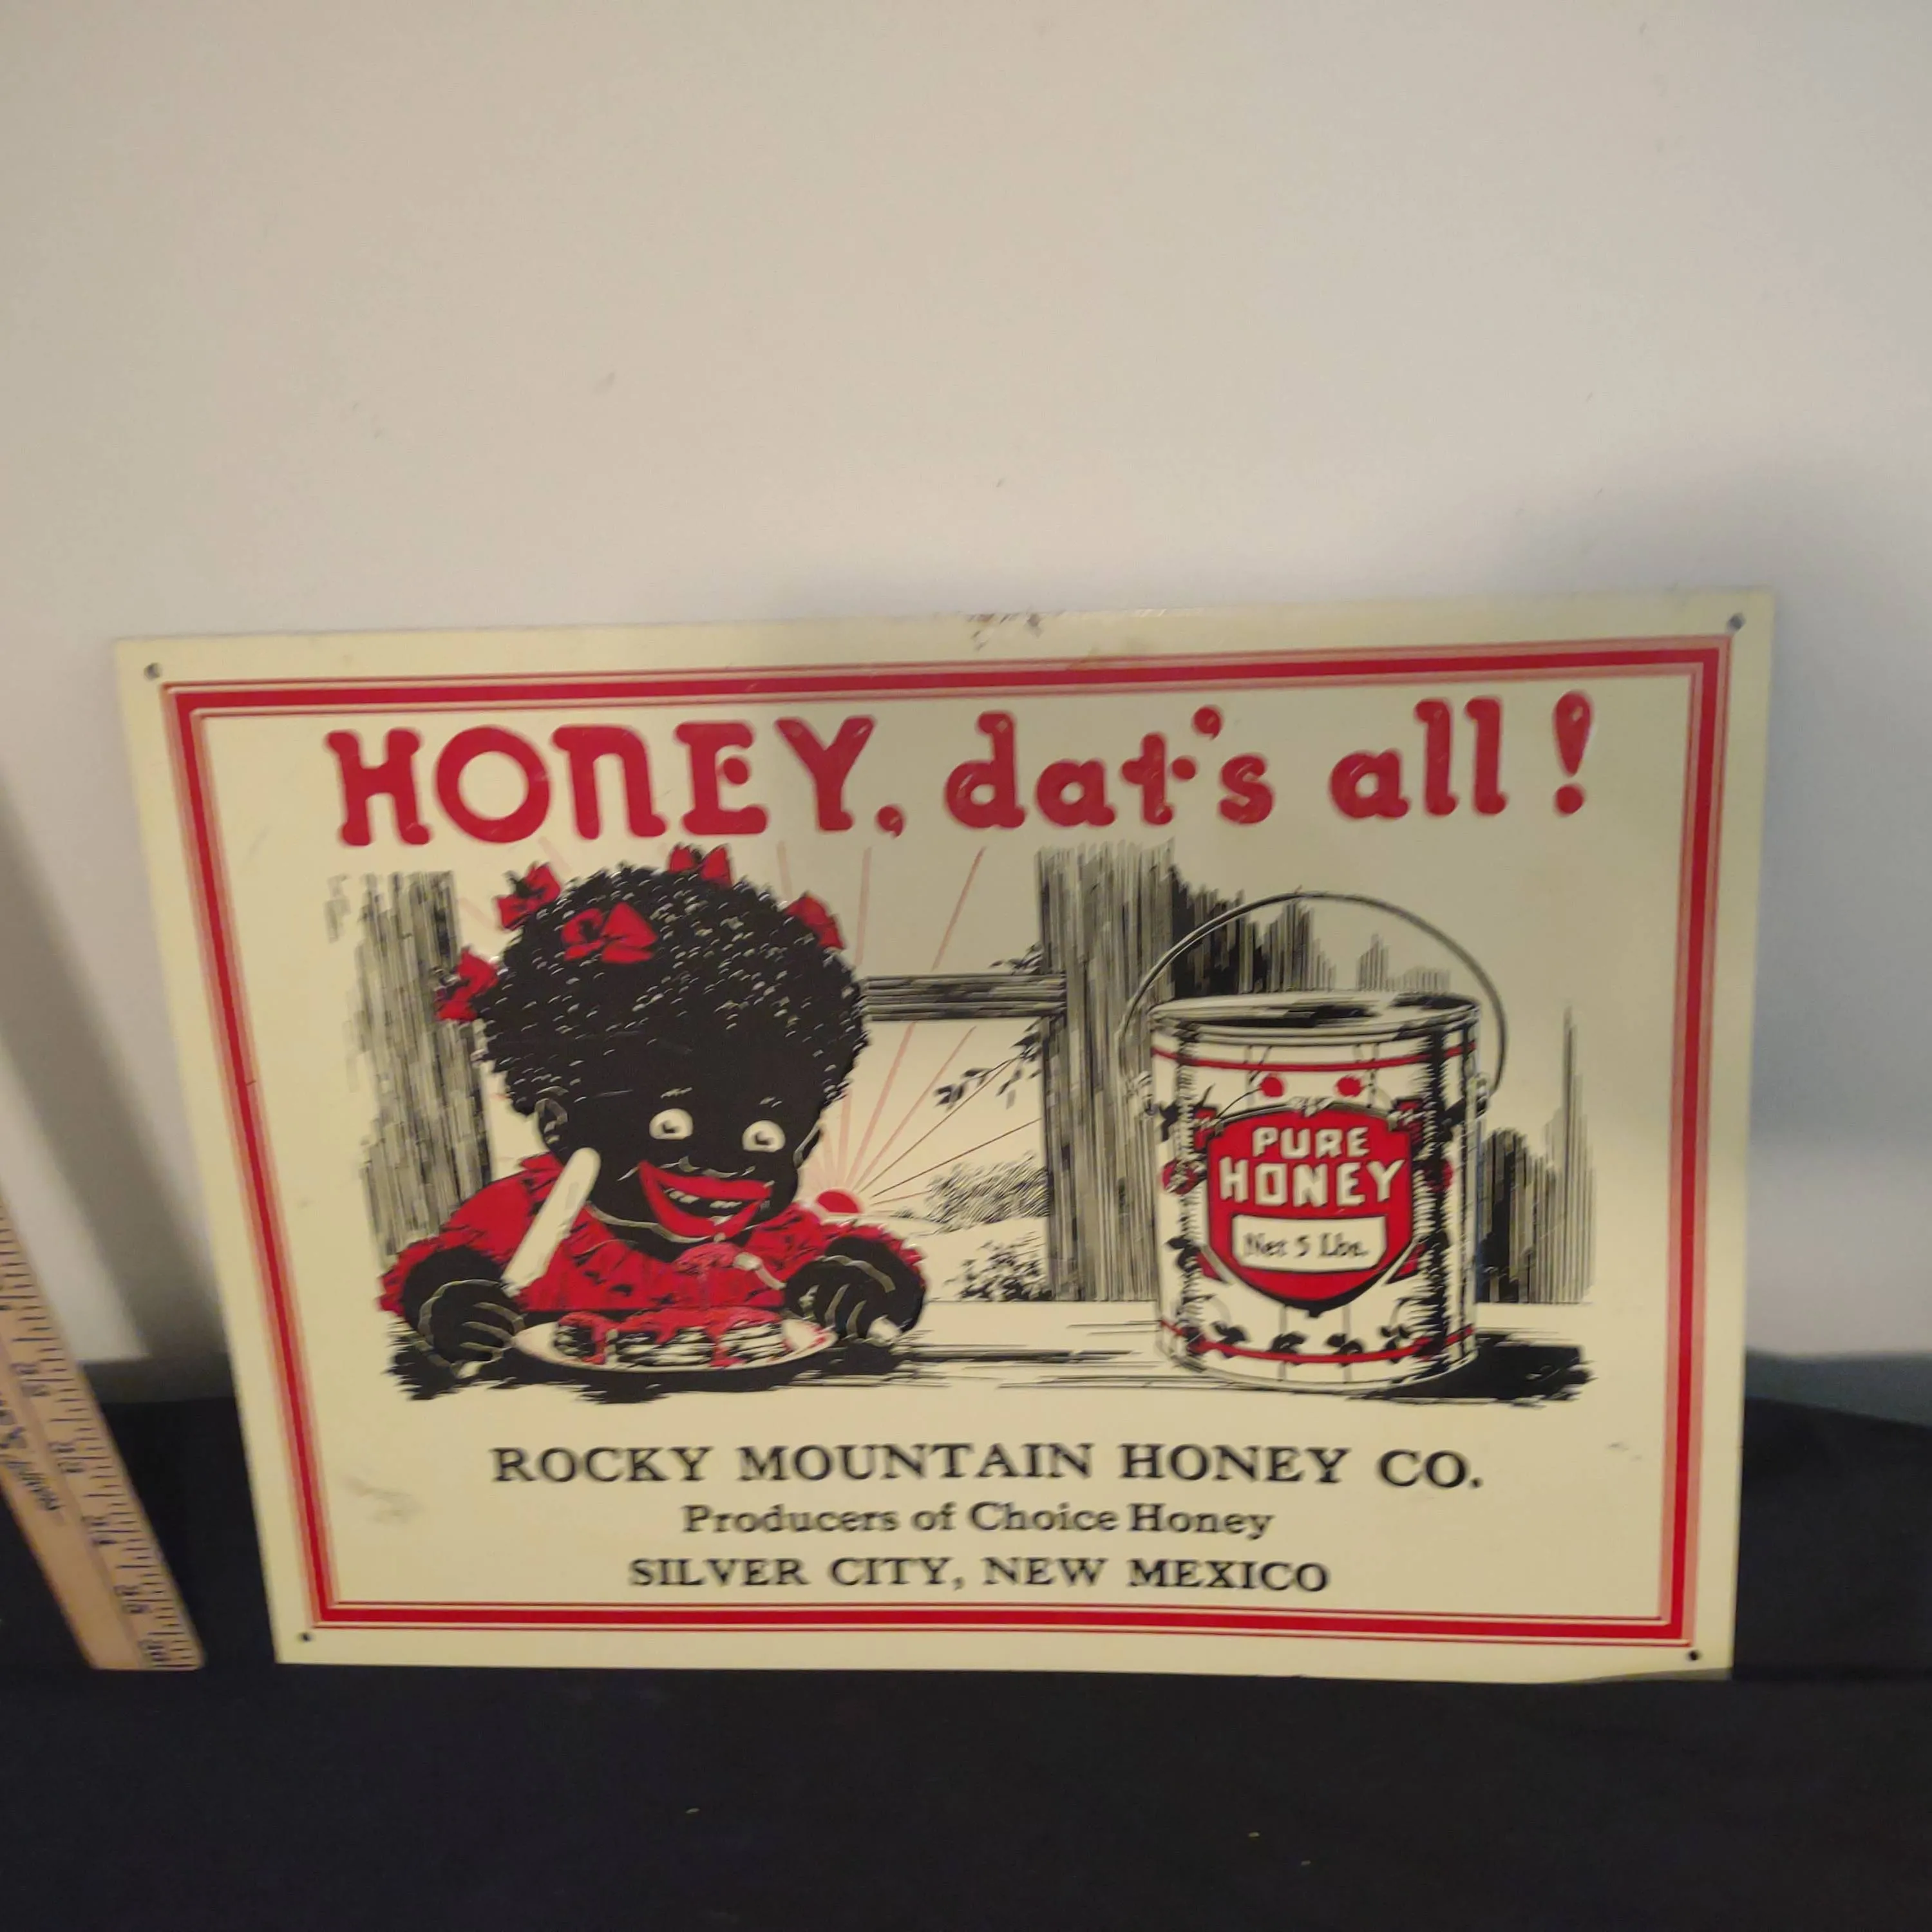 HONEY, dat's all!
PURE
HONEY
Net 5 Lbs.
ROCKY MOUNTAIN HONEY CO.
Producers of Choice Honey
SILVER CITY, NEW MEXICO